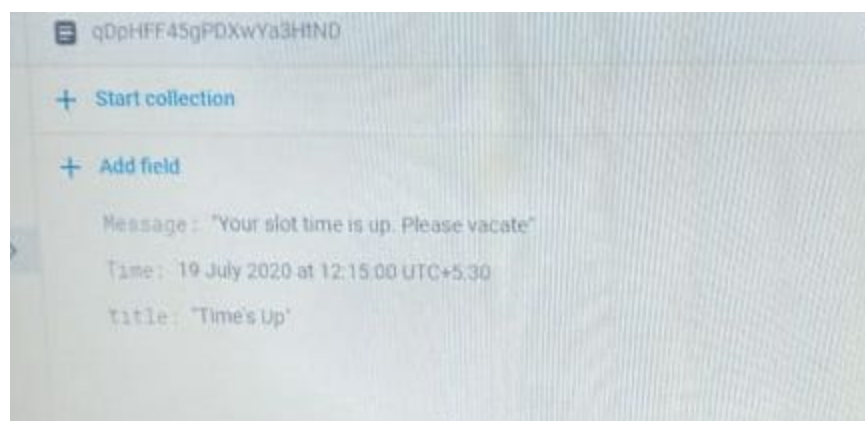 qDpHFF45gPDXwYa3HtND
+ Start collection
+ Add field
Message: "Your slot time is up. Please vacate"
Time: 19 July 2020 at 12:15:00 UTC+5:30
title: "Time's Up"